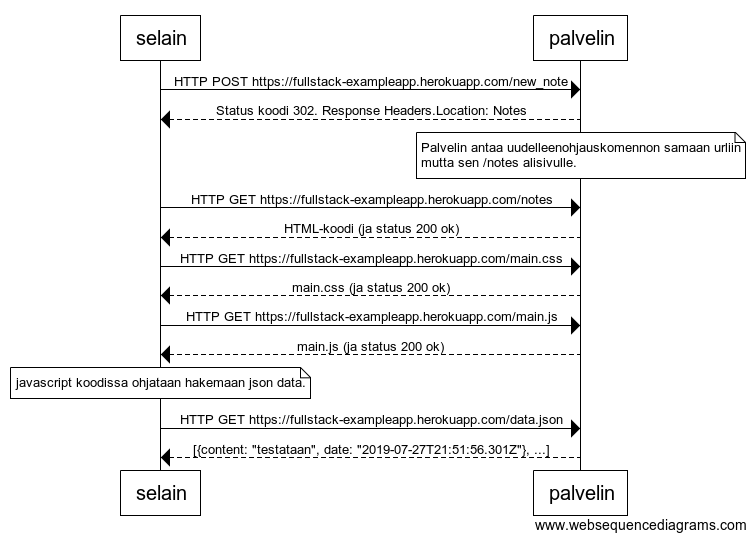 selain
palvelin
HTTP POST https://fullstack-exampleapp.herokuapp.com/new_note
Status koodi 302. Response Headers.Location: Notes
Palvelin antaa uudelleenohjauskomennon samaan urliin
mutta sen /notes alisivulle.
HTTP GET https://fullstack-exampleapp.herokuapp.com/notes
HTML-koodi (ja status 200 ok)
HTTP GET https://fullstack-exampleapp.herokuapp.com/main.css
main.css (ja status 200 ok)
HTTP GET https://fullstack-exampleapp.herokuapp.com/main.js
main.js (ja status 200 ok)
javascript koodissa ohjataan hakemaan json data.
HTTP GET https://fullstack-exampleapp.herokuapp.com/data.json
[{content: "testataan", date: "2019-07-27T21:51:56.301Z"}, ...]
selain
palvelin
www.websequencediagrams.com